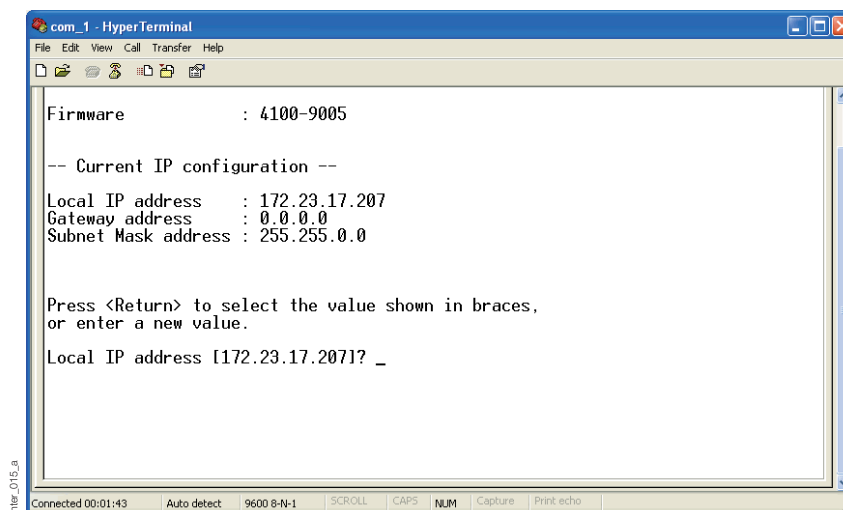 com_1 - HyperTerminal
File Edit View Call Transfer Help
Firmware : 4100-9005
-- Current IP configuration --
Local IP address : 172.23.17.207
Gateway address : 0.0.0.0
Subnet Mask address : 255.255.0.0
Press <Return> to select the value shown in braces,
or enter a new value.
Local IP address [172.23.17.207]? _
Connected 00:01:43 Auto detect 9600 8-N-1 SCROLL CAPS NUM Capture Print echo